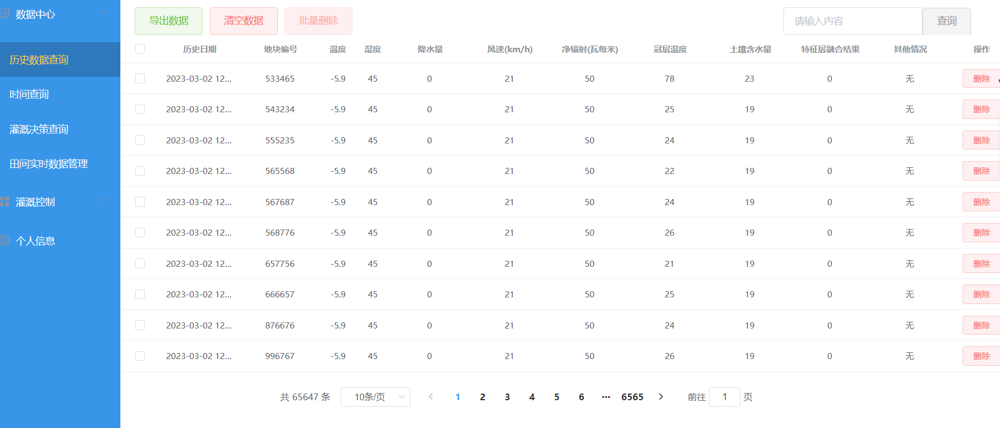 数据中心
历史数据查询
时间查询
灌溉决策查询
田间实时数据管理
灌溉控制
个人信息
导出数据 清空数据 批量删除 请输入内容 查询
历史日期 地块编号 温度 湿度 降水量 风速(km/h) 净辐射(瓦每米) 冠层温度 土壤含水量 特征层融合结果 其他情况 操作
2023-03-02 12... 533465 -5.9 45 0 21 50 78 23 0 无 删除
2023-03-02 12... 543234 -5.9 45 0 21 50 25 19 0 无 删除
2023-03-02 12... 555235 -5.9 45 0 21 50 24 19 0 无 删除
2023-03-02 12... 565568 -5.9 45 0 21 50 22 19 0 无 删除
2023-03-02 12... 567687 -5.9 45 0 21 50 24 19 0 无 删除
2023-03-02 12... 568776 -5.9 45 0 21 50 26 19 0 无 删除
2023-03-02 12... 657756 -5.9 45 0 21 50 21 19 0 无 删除
2023-03-02 12... 666657 -5.9 45 0 21 50 25 19 0 无 删除
2023-03-02 12... 876676 -5.9 45 0 21 50 24 19 0 无 删除
2023-03-02 12... 996767 -5.9 45 0 21 50 26 19 0 无 删除
共 65647 条 10条/页 1 2 3 4 5 6 ... 6565 前往 1 页